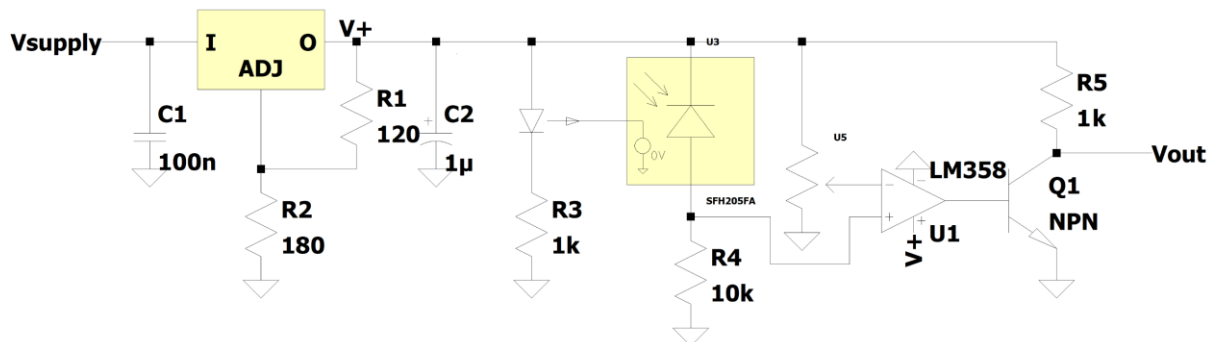 Vsupply
I
O
ADJ
V+
C1
100n
R1
120
R2
180
C2
1µ
R3
1k
U3
0V
SFH205FA
R4
10k
U5
LM358
−
+
−
+
U1
V+
R5
1k
Vout
Q1
NPN
+